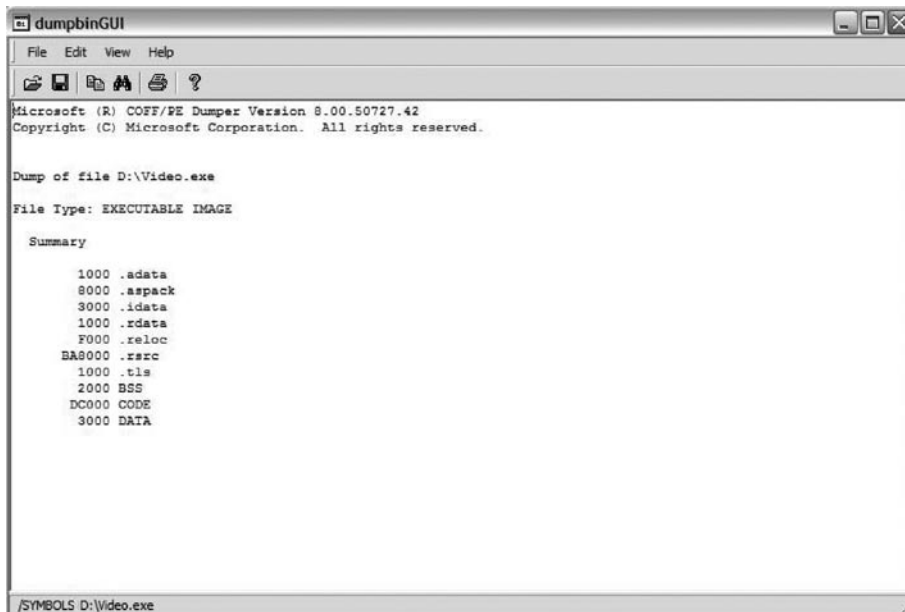 dumpbinGUI
File Edit View Help
Microsoft (R) COFF/PE Dumper Version 8.00.50727.42
Copyright (C) Microsoft Corporation.  All rights reserved.
Dump of file D:\Video.exe
File Type: EXECUTABLE IMAGE
Summary
1000 .adata
8000 .aspack
3000 .idata
1000 .rdata
F000 .reloc
BA8000 .rsrc
1000 .tls
2000 BSS
DC000 CODE
3000 DATA
/SYMBOLS D:\Video.exe